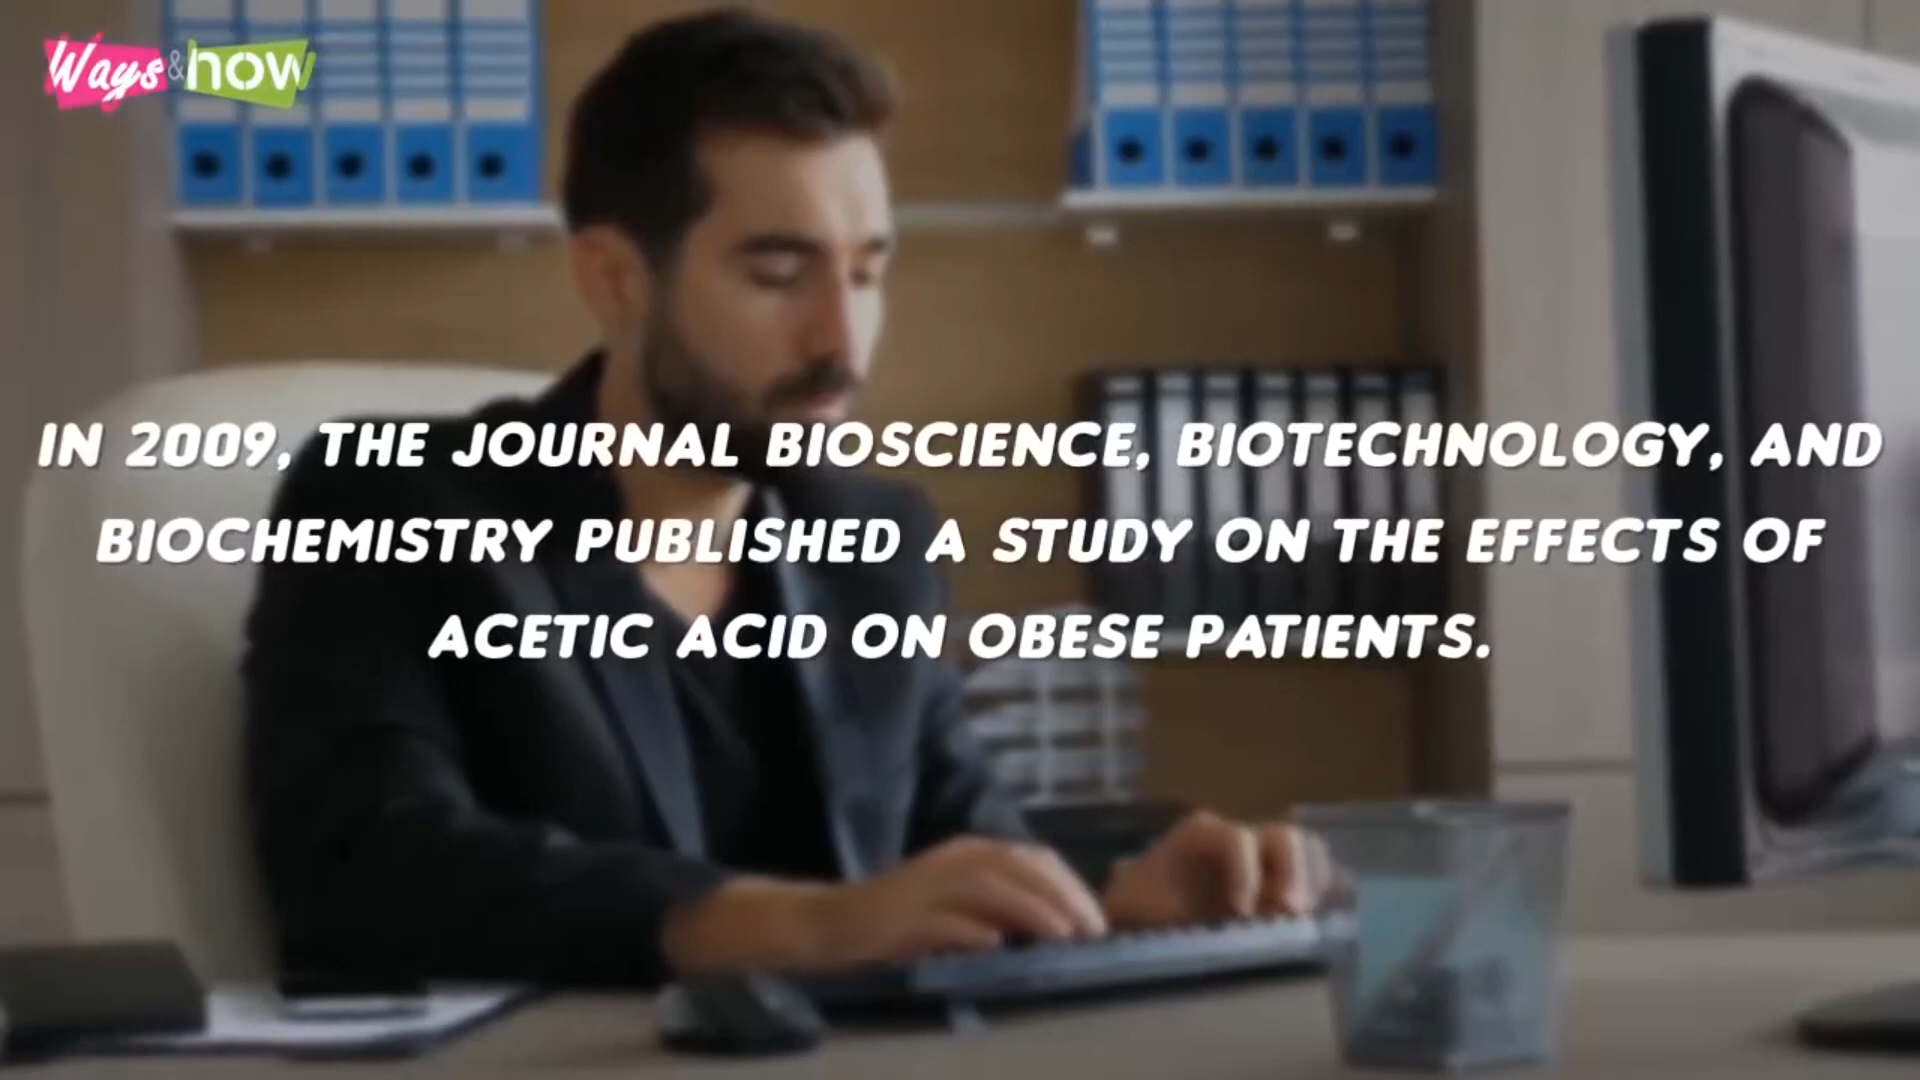 Ways & how
IN 2009, THE JOURNAL BIOSCIENCE, BIOTECHNOLOGY, AND
BIOCHEMISTRY PUBLISHED A STUDY ON THE EFFECTS OF
ACETIC ACID ON OBESE PATIENTS.